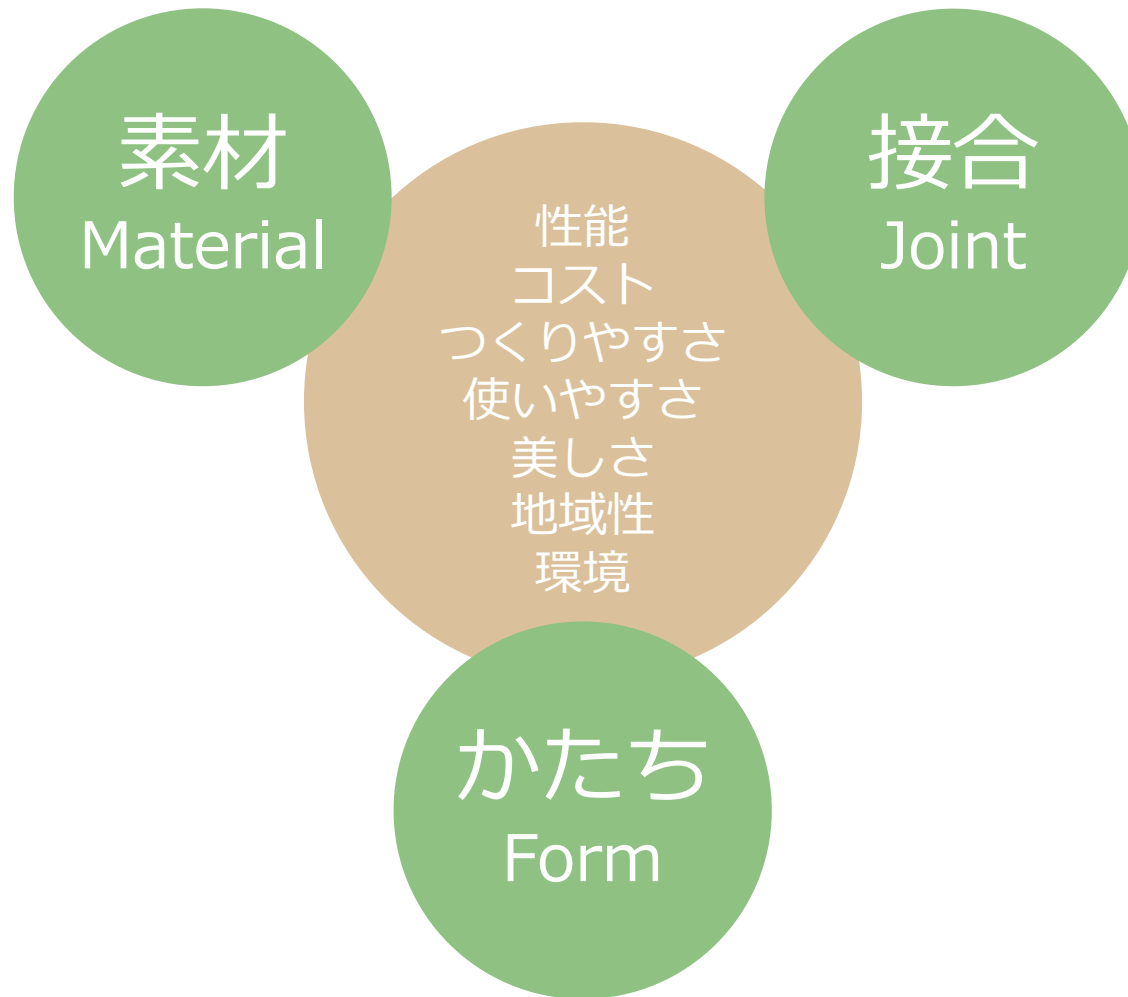 素材
Material
接合
Joint
性能
コスト
つくりやすさ
使いやすさ
美しさ
地域性
環境
かたち
Form